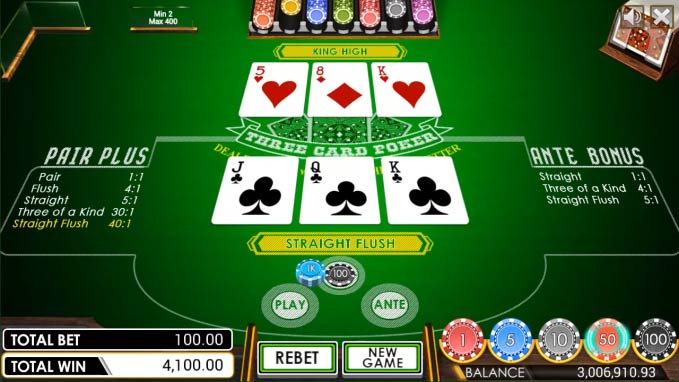 Min 2
Max 400
KING HIGH
5 8 K
THREE CARD POKER
PAIR PLUS
Pair 1:1
Flush 4:1
Straight 5:1
Three of a Kind 30:1
Straight Flush 40:1
ANTE BONUS
Straight 1:1
Three of a Kind 4:1
Straight Flush 5:1
J Q K
STRAIGHT FLUSH
1K 100
PLAY ANTE
TOTAL BET 100.00
TOTAL WIN 4,100.00
REBET
NEW
GAME
1 5 10 50 100
BALANCE 3,006,910.93